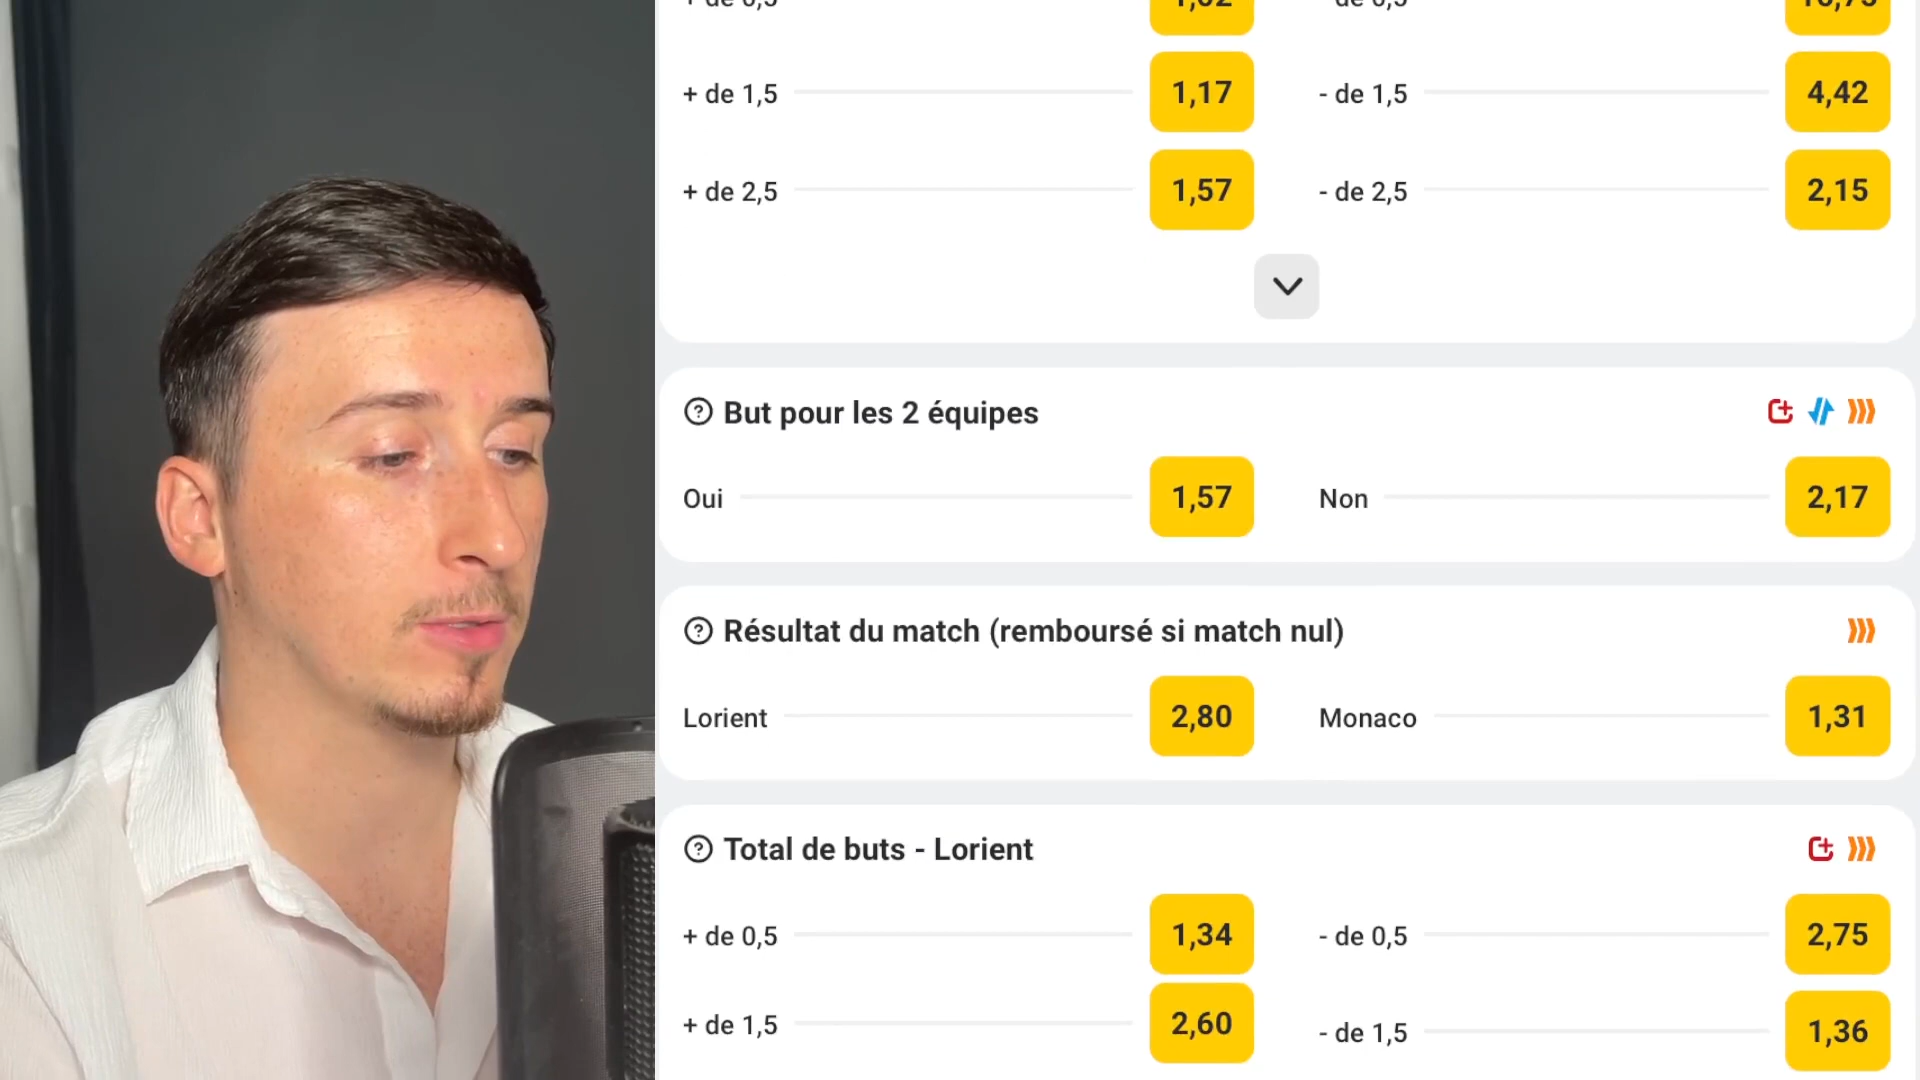 + de 1,5 1,17 - de 1,5 4,42
+ de 2,5 1,57 - de 2,5 2,15
But pour les 2 équipes
Oui 1,57 Non 2,17
Résultat du match (remboursé si match nul)
Lorient 2,80 Monaco 1,31
Total de buts - Lorient
+ de 0,5 1,34 - de 0,5 2,75
+ de 1,5 2,60 - de 1,5 1,36